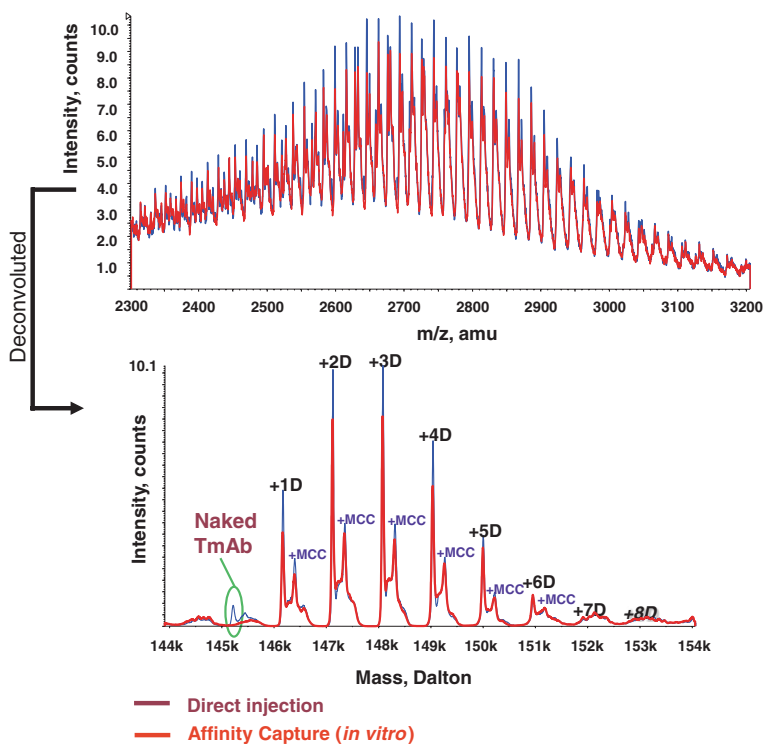 Intensity, counts
10.0
9.0
8.0
7.0
6.0
5.0
4.0
3.0
2.0
1.0
2300 2400 2500 2600 2700 2800 2900 3000 3100 3200
m/z, amu
Deconvoluted
Intensity, counts
10.1
+2D +3D
+4D
+1D
Naked
TmAb
+MCC +MCC +MCC +MCC
+5D
+6D
+MCC +MCC
+7D +8D
144k 145k 146k 147k 148k 149k 150k 151k 152k 153k 154k
Mass, Dalton
Direct injection
Affinity Capture (in vitro)